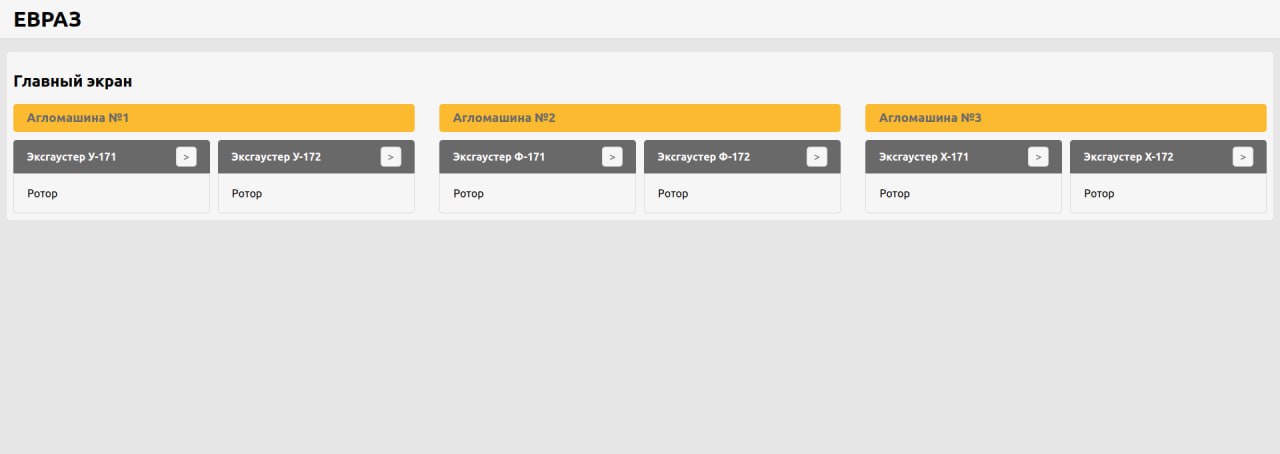 ЕВРАЗ
Главный экран
Агломашина №1
Агломашина №2
Агломашина №3
Эксгаустер У-171 >
Эксгаустер У-172 >
Эксгаустер Ф-171 >
Эксгаустер Ф-172 >
Эксгаустер Х-171 >
Эксгаустер Х-172 >
Ротор
Ротор
Ротор
Ротор
Ротор
Ротор